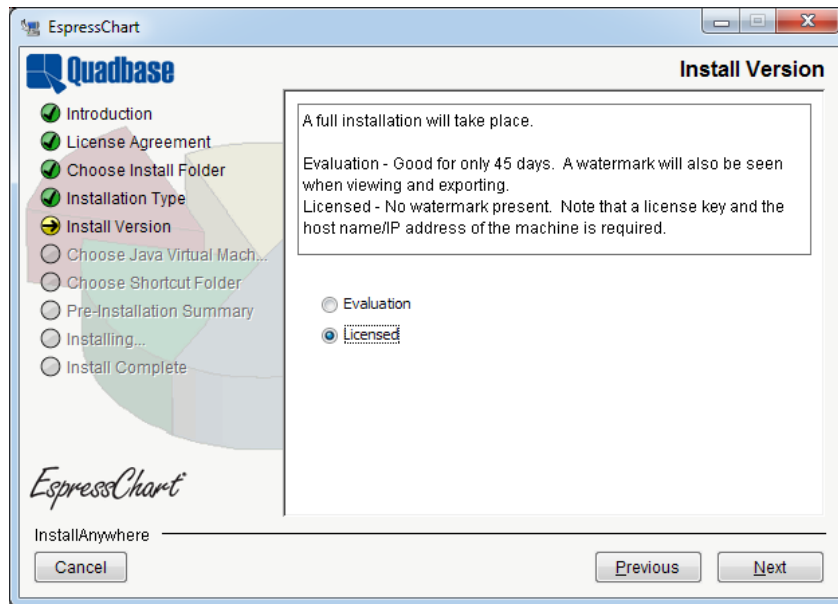 EspressChart
Quadbase
Install Version
Introduction
License Agreement
Choose Install Folder
Installation Type
Install Version
Choose Java Virtual Mach...
Choose Shortcut Folder
Pre-Installation Summary
Installing...
Install Complete
A full installation will take place.
Evaluation - Good for only 45 days.  A watermark will also be seen
when viewing and exporting.
Licensed - No watermark present.  Note that a license key and the
host name/IP address of the machine is required.
Evaluation
Licensed
EspressChart
InstallAnywhere
Cancel
Previous
Next